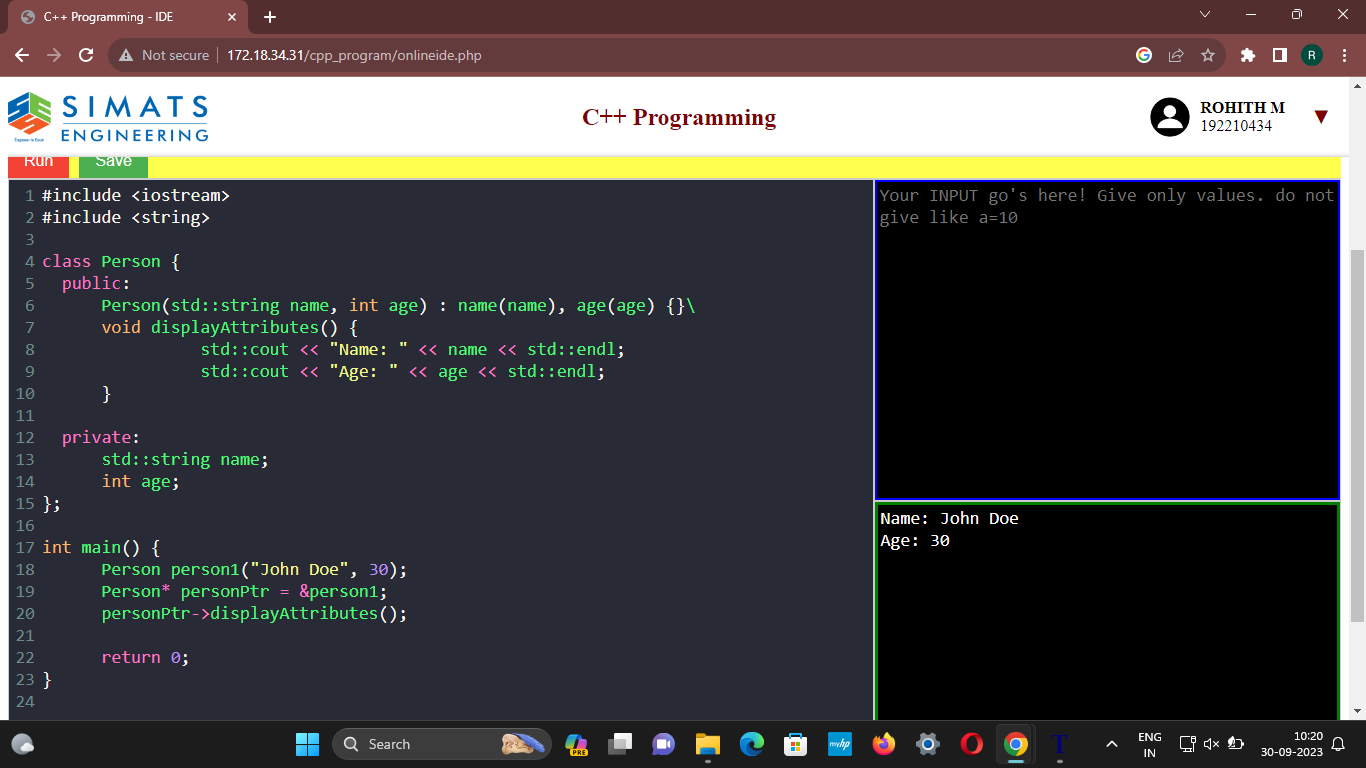 C++ Programming - IDE
Not secure
172.18.34.31/cpp_program/onlineide.php
R
SIMATS
ENGINEERING
Engineer to Excel
C++ Programming
ROHITH M
192210434
Run
Save
1 #include <iostream>
2 #include <string>
3
4 class Person {
5 public:
6 Person(std::string name, int age) : name(name), age(age) {}\
7 void displayAttributes() {
8 std::cout << "Name: " << name << std::endl;
9 std::cout << "Age: " << age << std::endl;
10 }
11
12 private:
13 std::string name;
14 int age;
15 };
16
17 int main() {
18 Person person1("John Doe", 30);
19 Person* personPtr = &person1;
20 personPtr->displayAttributes();
21
22 return 0;
23 }
24
Your INPUT go's here! Give only values. do not
give like a=10
Name: John Doe
Age: 30
Search
PRE
myhp
T
ENG
IN
10:20
30-09-2023